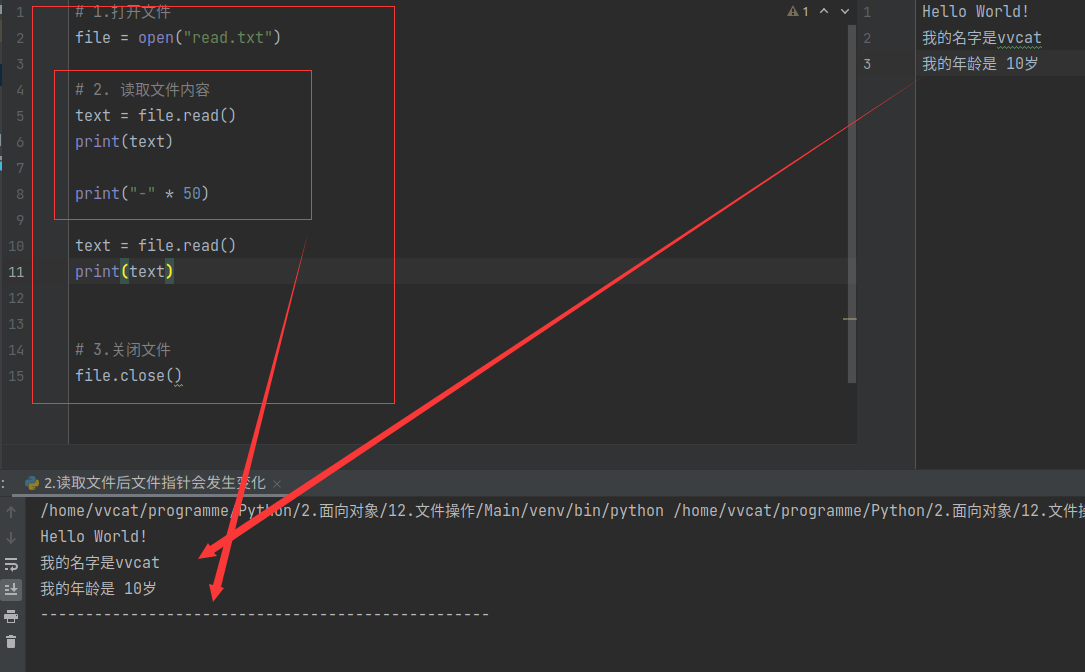 1 # 1.打开文件
2 file = open("read.txt")
3
4 # 2. 读取文件内容
5 text = file.read()
6 print(text)
7
8 print("-" * 50)
9
10 text = file.read()
11 print(text)
12
13
14 # 3.关闭文件
15 file.close()
1
1 Hello World!
2 我的名字是vvcat
3 我的年龄是 10岁
: 2.读取文件后文件指针会发生变化 ×
/home/vvcat/programme/Python/2.面向对象/12.文件操作/Main/venv/bin/python /home/vvcat/programme/Python/2.面向对象/12.文件操
Hello World!
我的名字是vvcat
我的年龄是 10岁
--------------------------------------------------